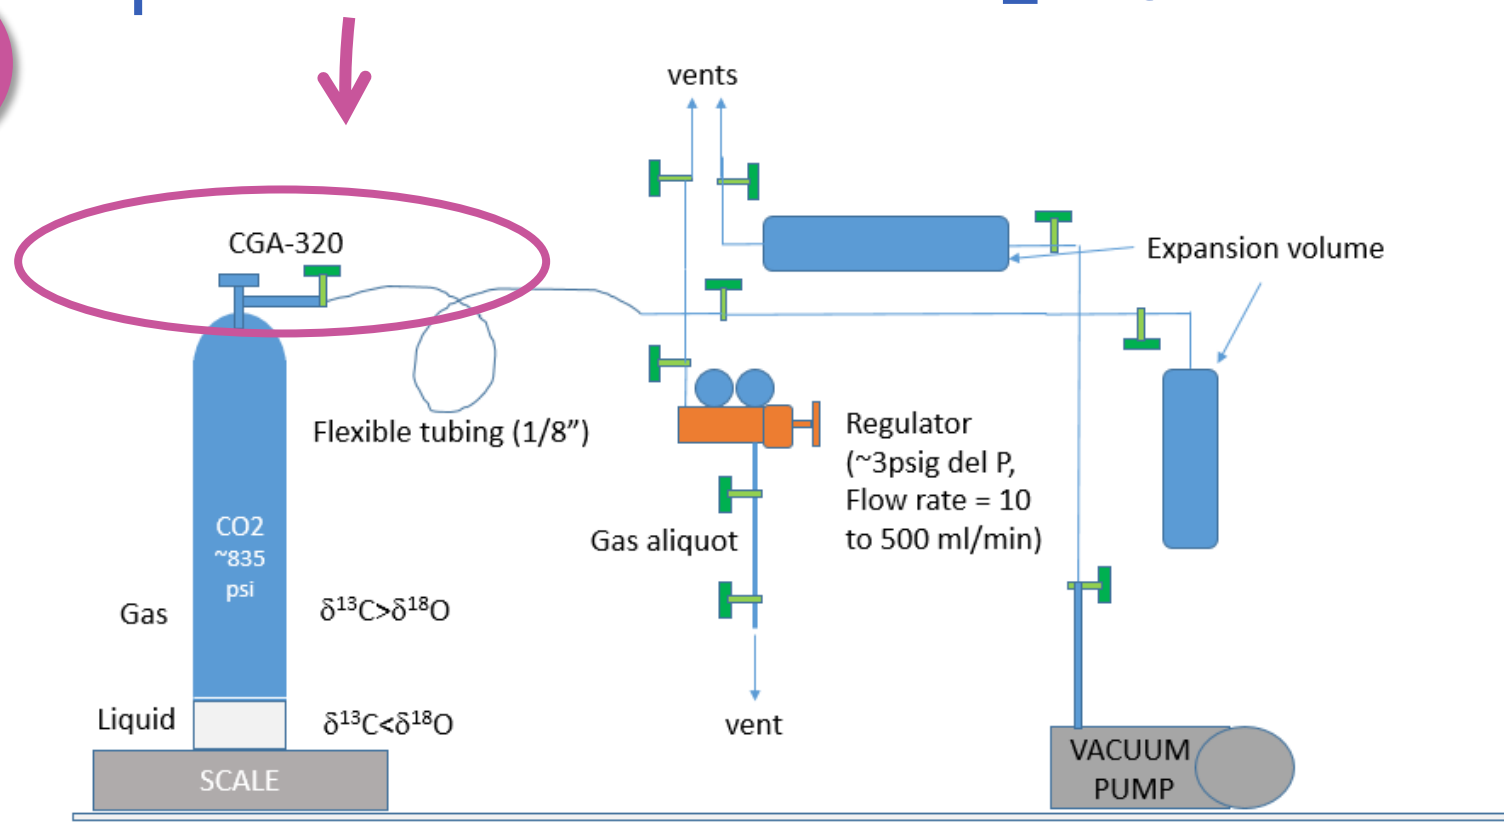 vents
CGA-320
Expansion volume
Flexible tubing (1/8”)
Regulator
(~3psig del P,
Flow rate = 10
to 500 ml/min)
CO2
~835
psi
Gas aliquot
Gas
δ¹³C>δ¹⁸O
Liquid
δ¹³C<δ¹⁸O
vent
SCALE
VACUUM
PUMP